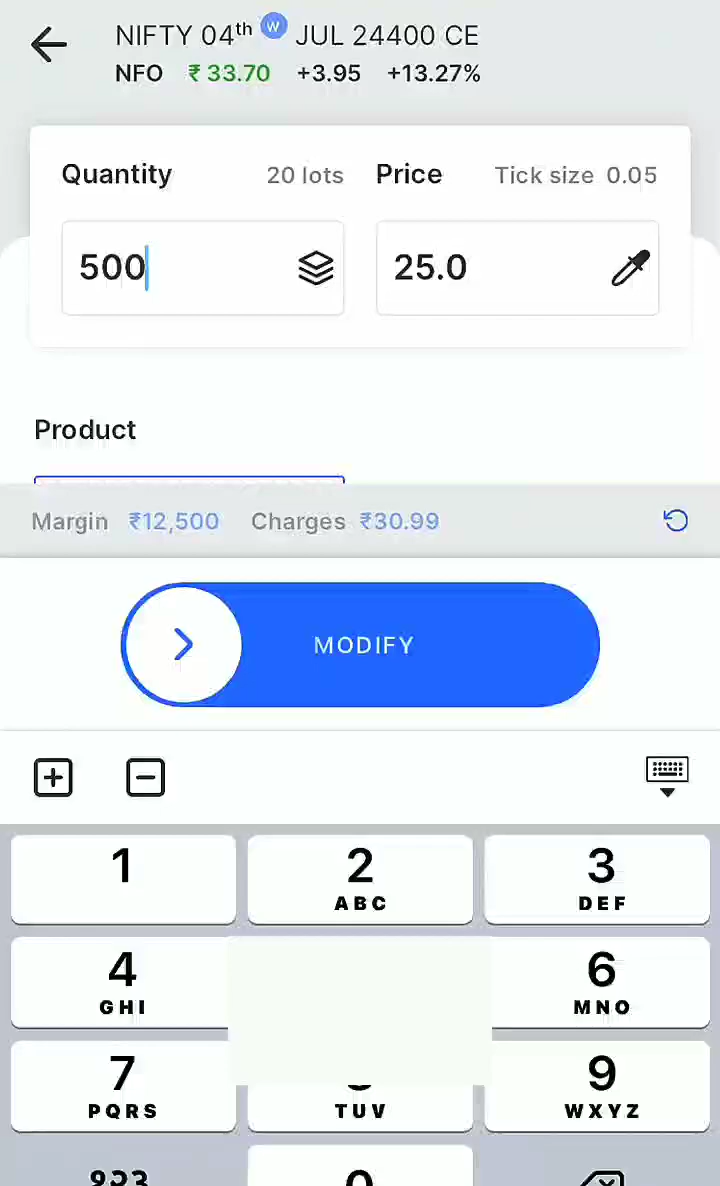 NIFTY 04th W JUL 24400 CE
NFO ₹ 33.70 +3.95 +13.27%
Quantity 20 lots Price Tick size 0.05
500 25.0
Product
Margin ₹12,500 Charges ₹30.99
MODIFY
1 2 3
ABC DEF
4 6
GHI MNO
7 9
PQRS TUV WXYZ
0